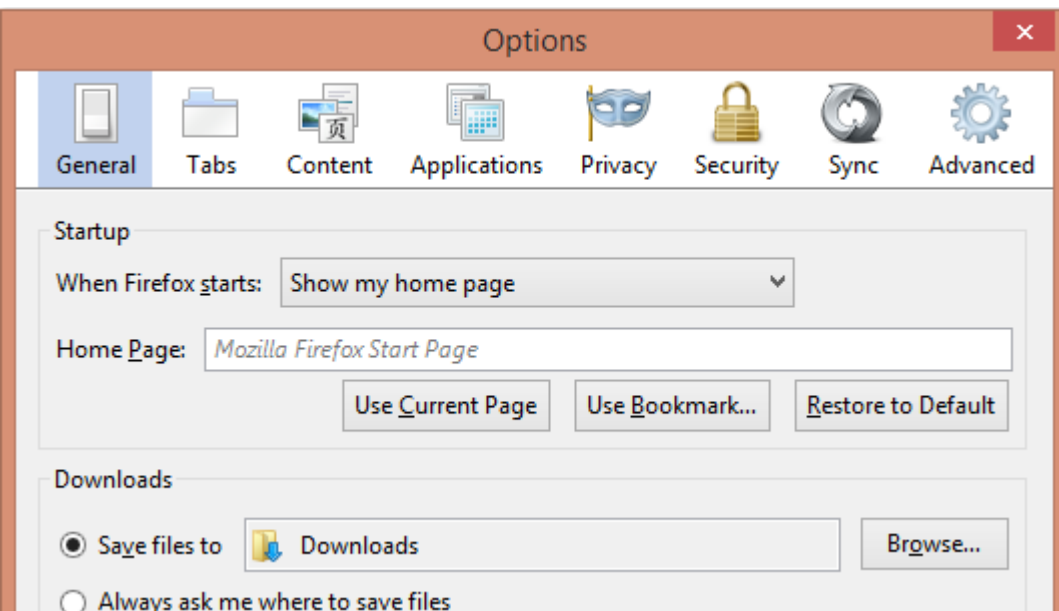 Options
General Tabs Content Applications Privacy Security Sync Advanced
页
Startup
When Firefox starts: Show my home page
Home Page: Mozilla Firefox Start Page
Use Current Page Use Bookmark... Restore to Default
Downloads
Save files to Downloads Browse...
Always ask me where to save files